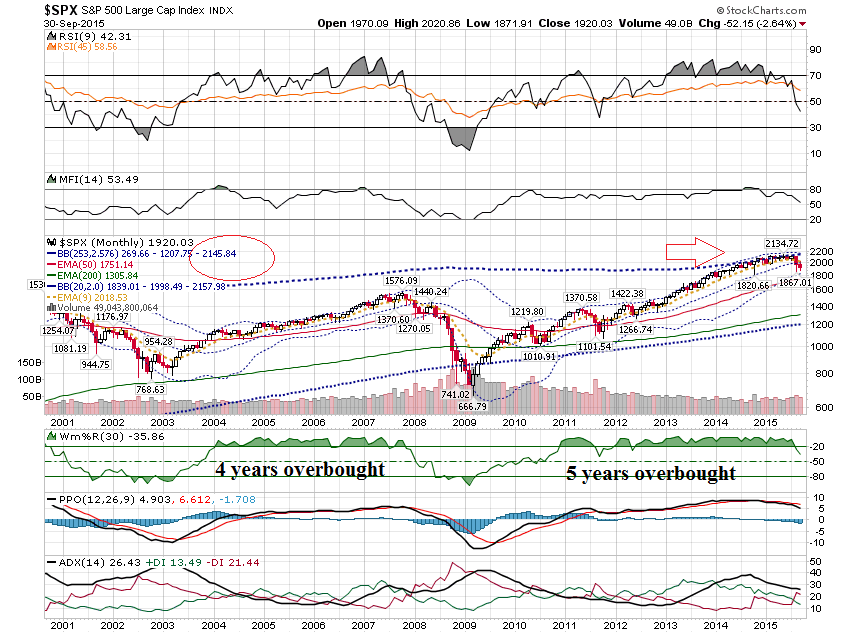 $SPX S&P 500 Large Cap Index INDX
© StockCharts.com
30-Sep-2015
Open 1970.09 High 2020.86 Low 1871.91 Close 1920.03 Volume 49.0B Chg -52.15 (-2.64%)
RSI(9) 42.31
RSI(45) 58.56
90
70
50
30
10
MFI(14) 53.49
80
50
20
$SPX (Monthly) 1920.03
BB(253,2.576) 269.66 - 1207.75 - 2145.84
EMA(50) 1751.14
EMA(200) 1305.84
BB(20,2.0) 1839.01 - 1998.49 - 2157.98
EMA(9) 2018.53
Volume 49,043,800,064
2134.72
1576.09
1440.24
1370.60
1270.05
1219.80
1370.58
1422.38
1820.66
1867.01
1254.07
1176.97
1081.19
954.28
944.75
768.63
741.02
666.79
1010.91
1101.54
1266.74
2200
2000
1800
1600
1400
1200
1000
800
600
150B
100B
50B
2001 2002 2003 2004 2005 2006 2007 2008 2009 2010 2011 2012 2013 2014 2015
Wm%R(30) -35.86
4 years overbought
5 years overbought
-20
-50
-80
PPO(12,26,9) 4.903, 6.612, -1.708
10
5
0
-5
-10
ADX(14) 26.43 +DI 13.49 -DI 21.44
50
40
30
20
10
2001 2002 2003 2004 2005 2006 2007 2008 2009 2010 2011 2012 2013 2014 2015